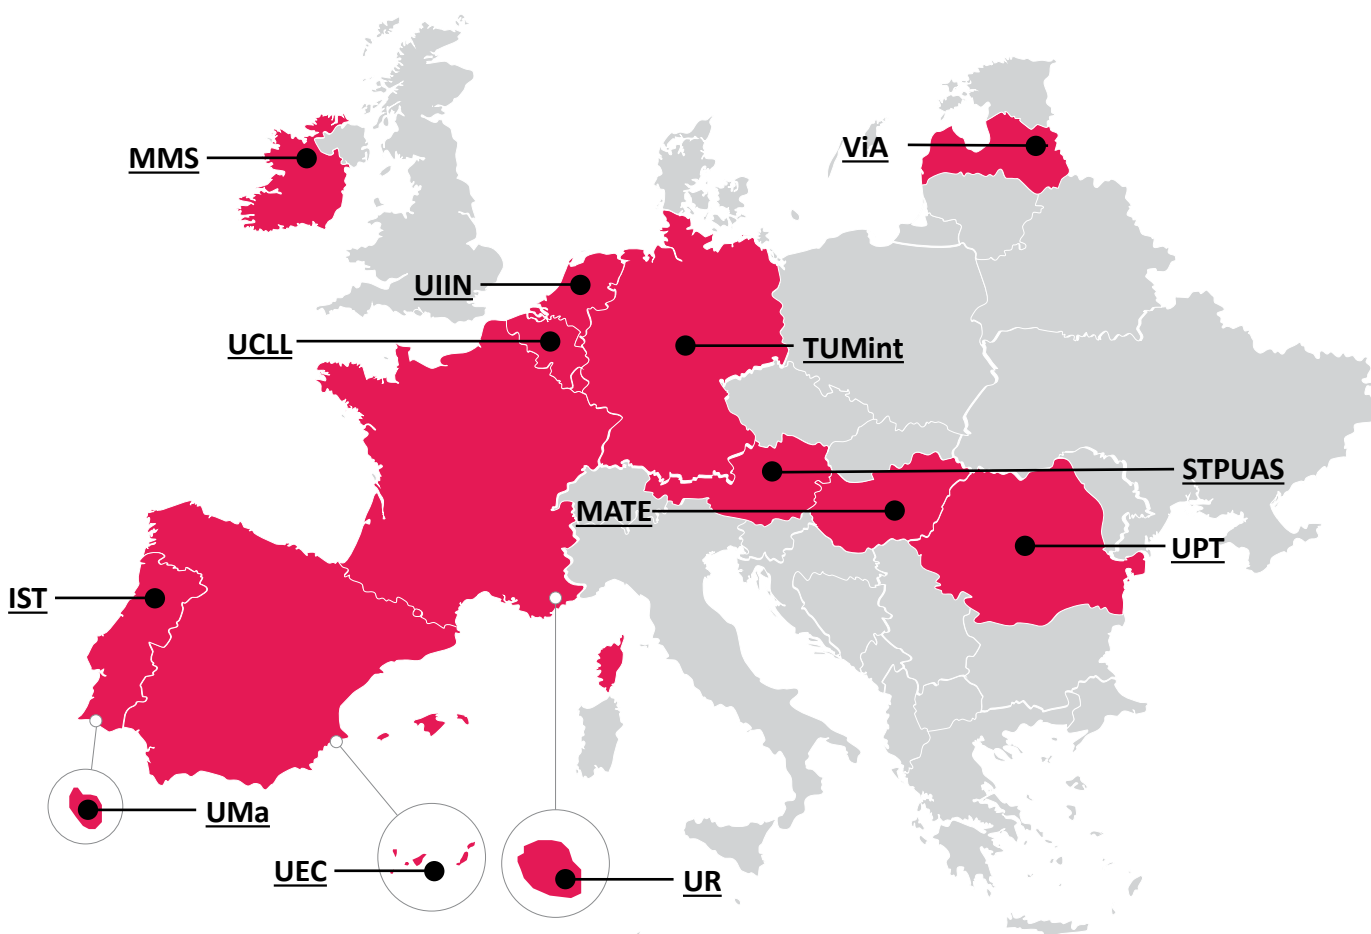 MMS
ViA
UIIN
UCLL
TUMint
STPUAS
MATE
UPT
IST
UMa
UEC
UR